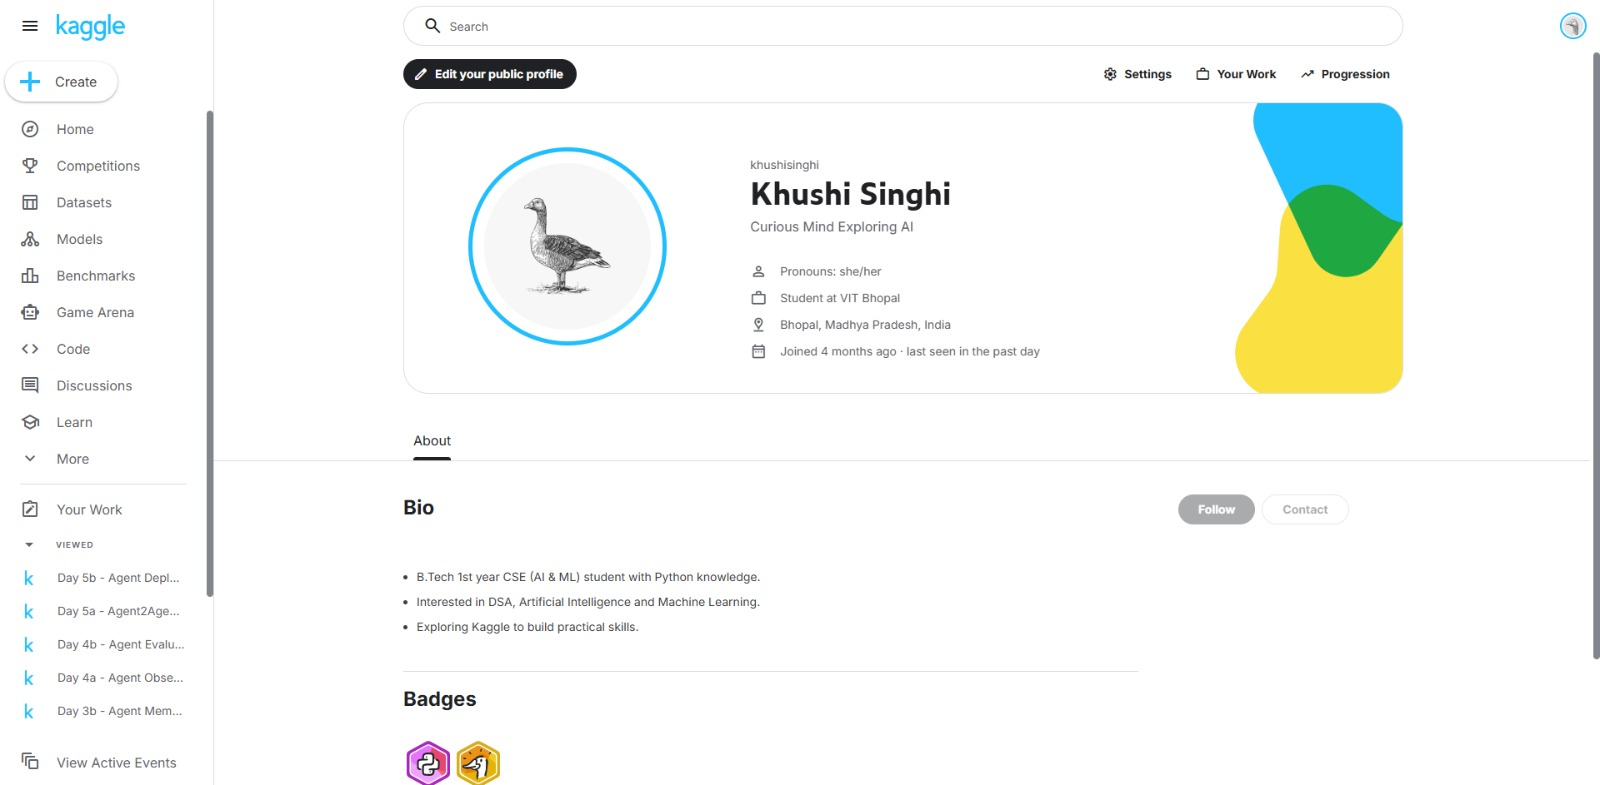 kaggle
Search
Create
Edit your public profile
Settings
Your Work
Progression
Home
Competitions
Datasets
Models
Benchmarks
Game Arena
Code
Discussions
Learn
More
Your Work
VIEWED
Day 5b - Agent Depl...
Day 5a - Agent2Age...
Day 4b - Agent Evalu...
Day 4a - Agent Obse...
Day 3b - Agent Mem...
View Active Events
khushisinghi
Khushi Singhi
Curious Mind Exploring AI
Pronouns: she/her
Student at VIT Bhopal
Bhopal, Madhya Pradesh, India
Joined 4 months ago · last seen in the past day
About
Bio
Follow
Contact
• B.Tech 1st year CSE (AI & ML) student with Python knowledge.
• Interested in DSA, Artificial Intelligence and Machine Learning.
• Exploring Kaggle to build practical skills.
Badges